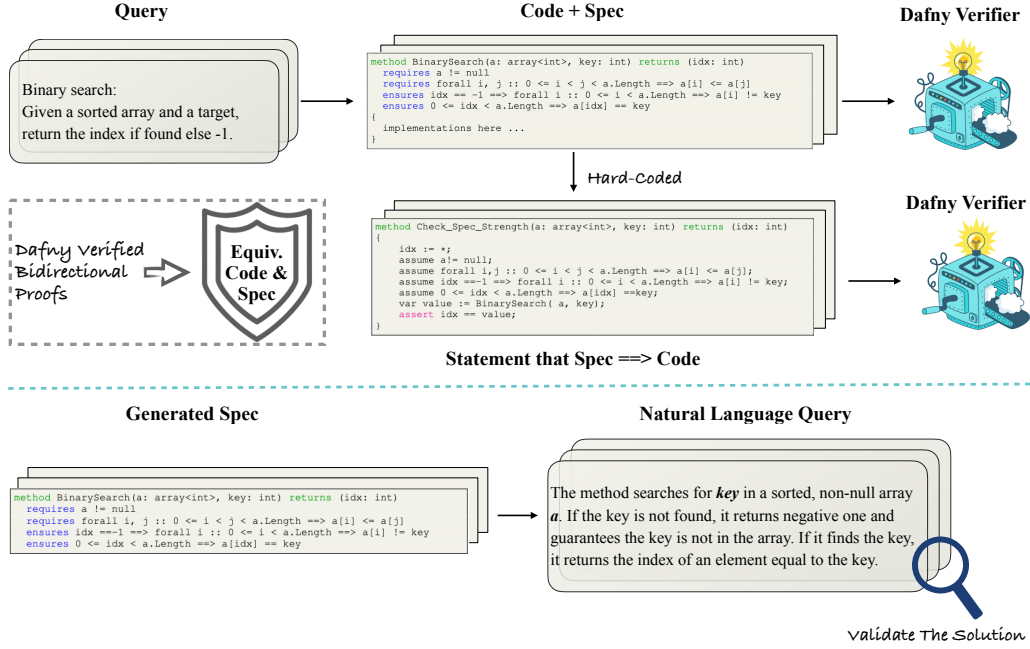 Query
Code + Spec
Dafny Verifier
Binary search:
Given a sorted array and a target,
return the index if found else -1.
method BinarySearch(a: array<int>, key: int) returns (idx: int)
requires a != null
requires forall i, j :: 0 <= i < j < a.Length ==> a[i] <= a[j]
ensures idx == -1 ==> forall i :: 0 <= i < a.Length ==> a[i] != key
ensures 0 <= idx < a.Length ==> a[idx] == key
{
implementations here ...
}
Hard-Coded
Dafny Verified
Bidirectional
Proofs
Equiv.
Code &
Spec
method Check_Spec_Strength(a: array<int>, key: int) returns (idx: int)
{
idx := *;
assume a!= null;
assume forall i,j :: 0 <= i < j < a.Length ==> a[i] <= a[j];
assume idx ==-1 ==> forall i :: 0 <= i < a.Length ==> a[i] != key;
assume 0 <= idx < a.Length ==> a[idx] ==key;
var value := BinarySearch( a, key);
assert idx == value;
}
Dafny Verifier
Statement that Spec ==> Code
Generated Spec
Natural Language Query
method BinarySearch(a: array<int>, key: int) returns (idx: int)
requires a != null
requires forall i, j :: 0 <= i < j < a.Length ==> a[i] <= a[j]
ensures idx ==-1 ==> forall i :: 0 <= i < a.Length ==> a[i] != key
ensures 0 <= idx < a.Length ==> a[idx] == key
The method searches for key in a sorted, non-null array
a. If the key is not found, it returns negative one and
guarantees the key is not in the array. If it finds the key,
it returns the index of an element equal to the key.
Validate The Solution